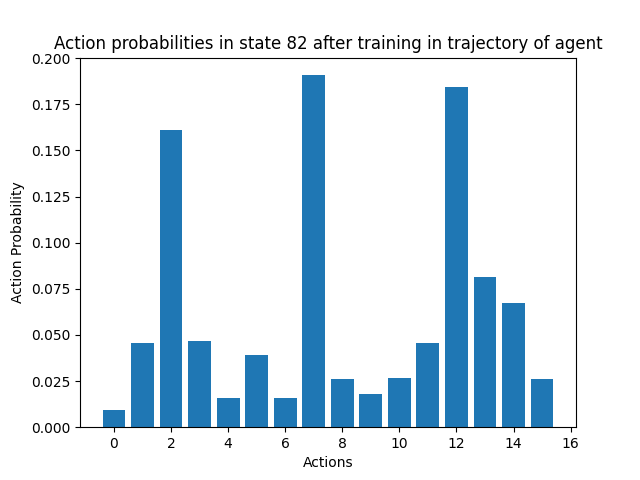 Action probabilities in state 82 after training in trajectory of agent
0.200
0.175
0.150
0.125
0.100
0.075
0.050
0.025
0.000
Action Probability
0 2 4 6 8 10 12 14 16
Actions